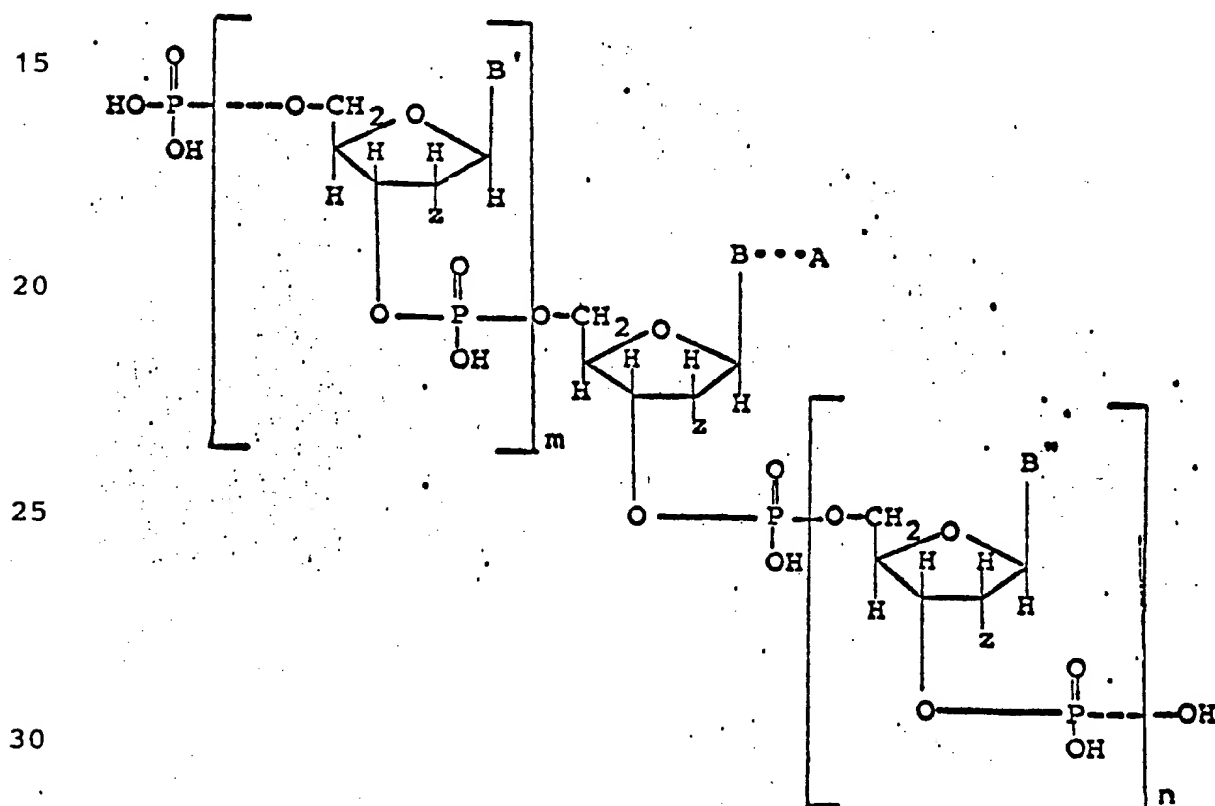 15
O B'
HO-P---O-CH2 O
OH H H
H H
z
O B•••A
20
O-P-O-CH2 O
OH H H
H H
m z
O B"
25
O-P-O-CH2 O
OH H H
H H
z
O
O-P---OH
30
OH
n